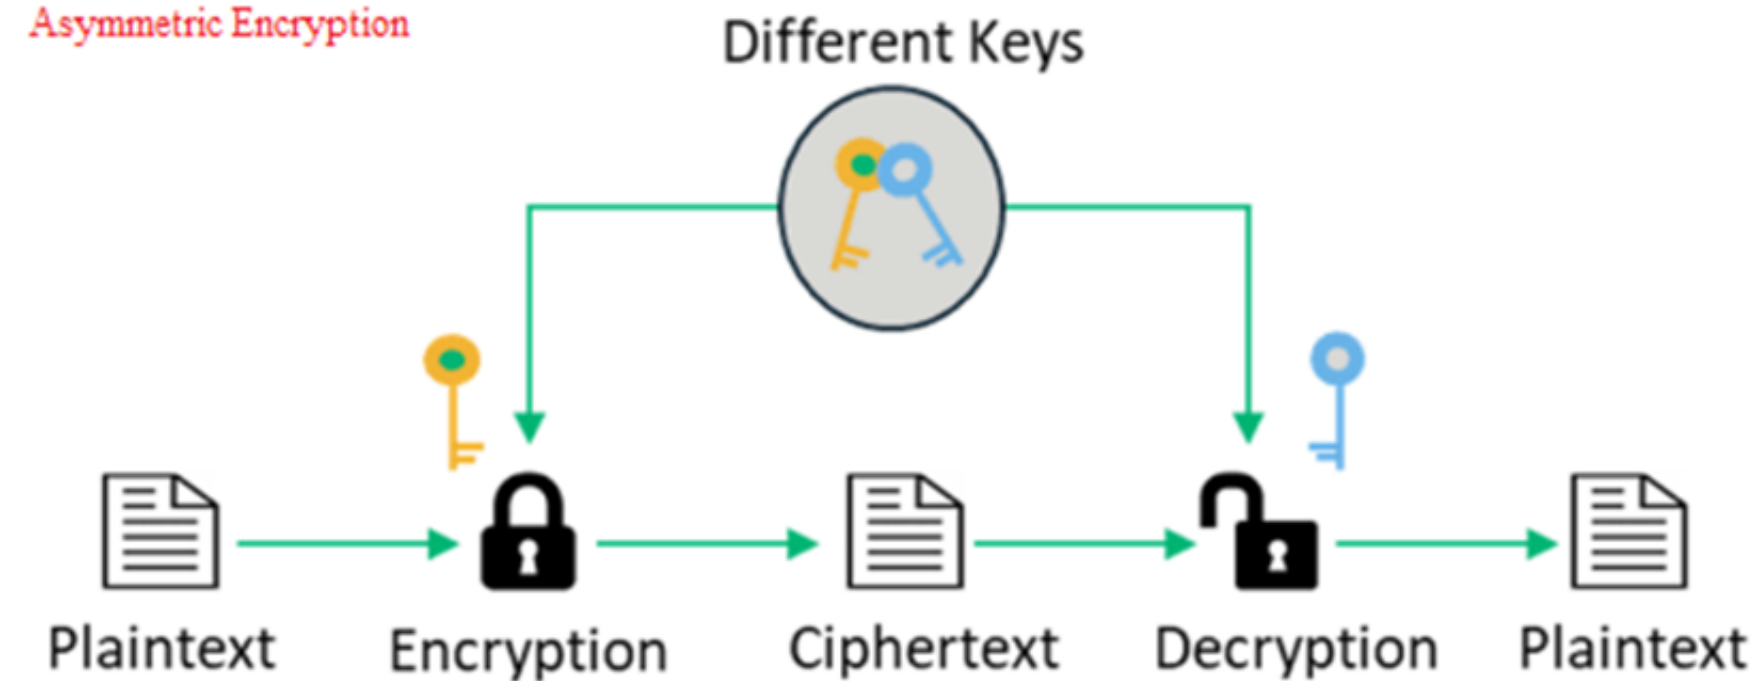 Asymmetric Encryption
Different Keys
Plaintext
Encryption
Ciphertext
Decryption
Plaintext